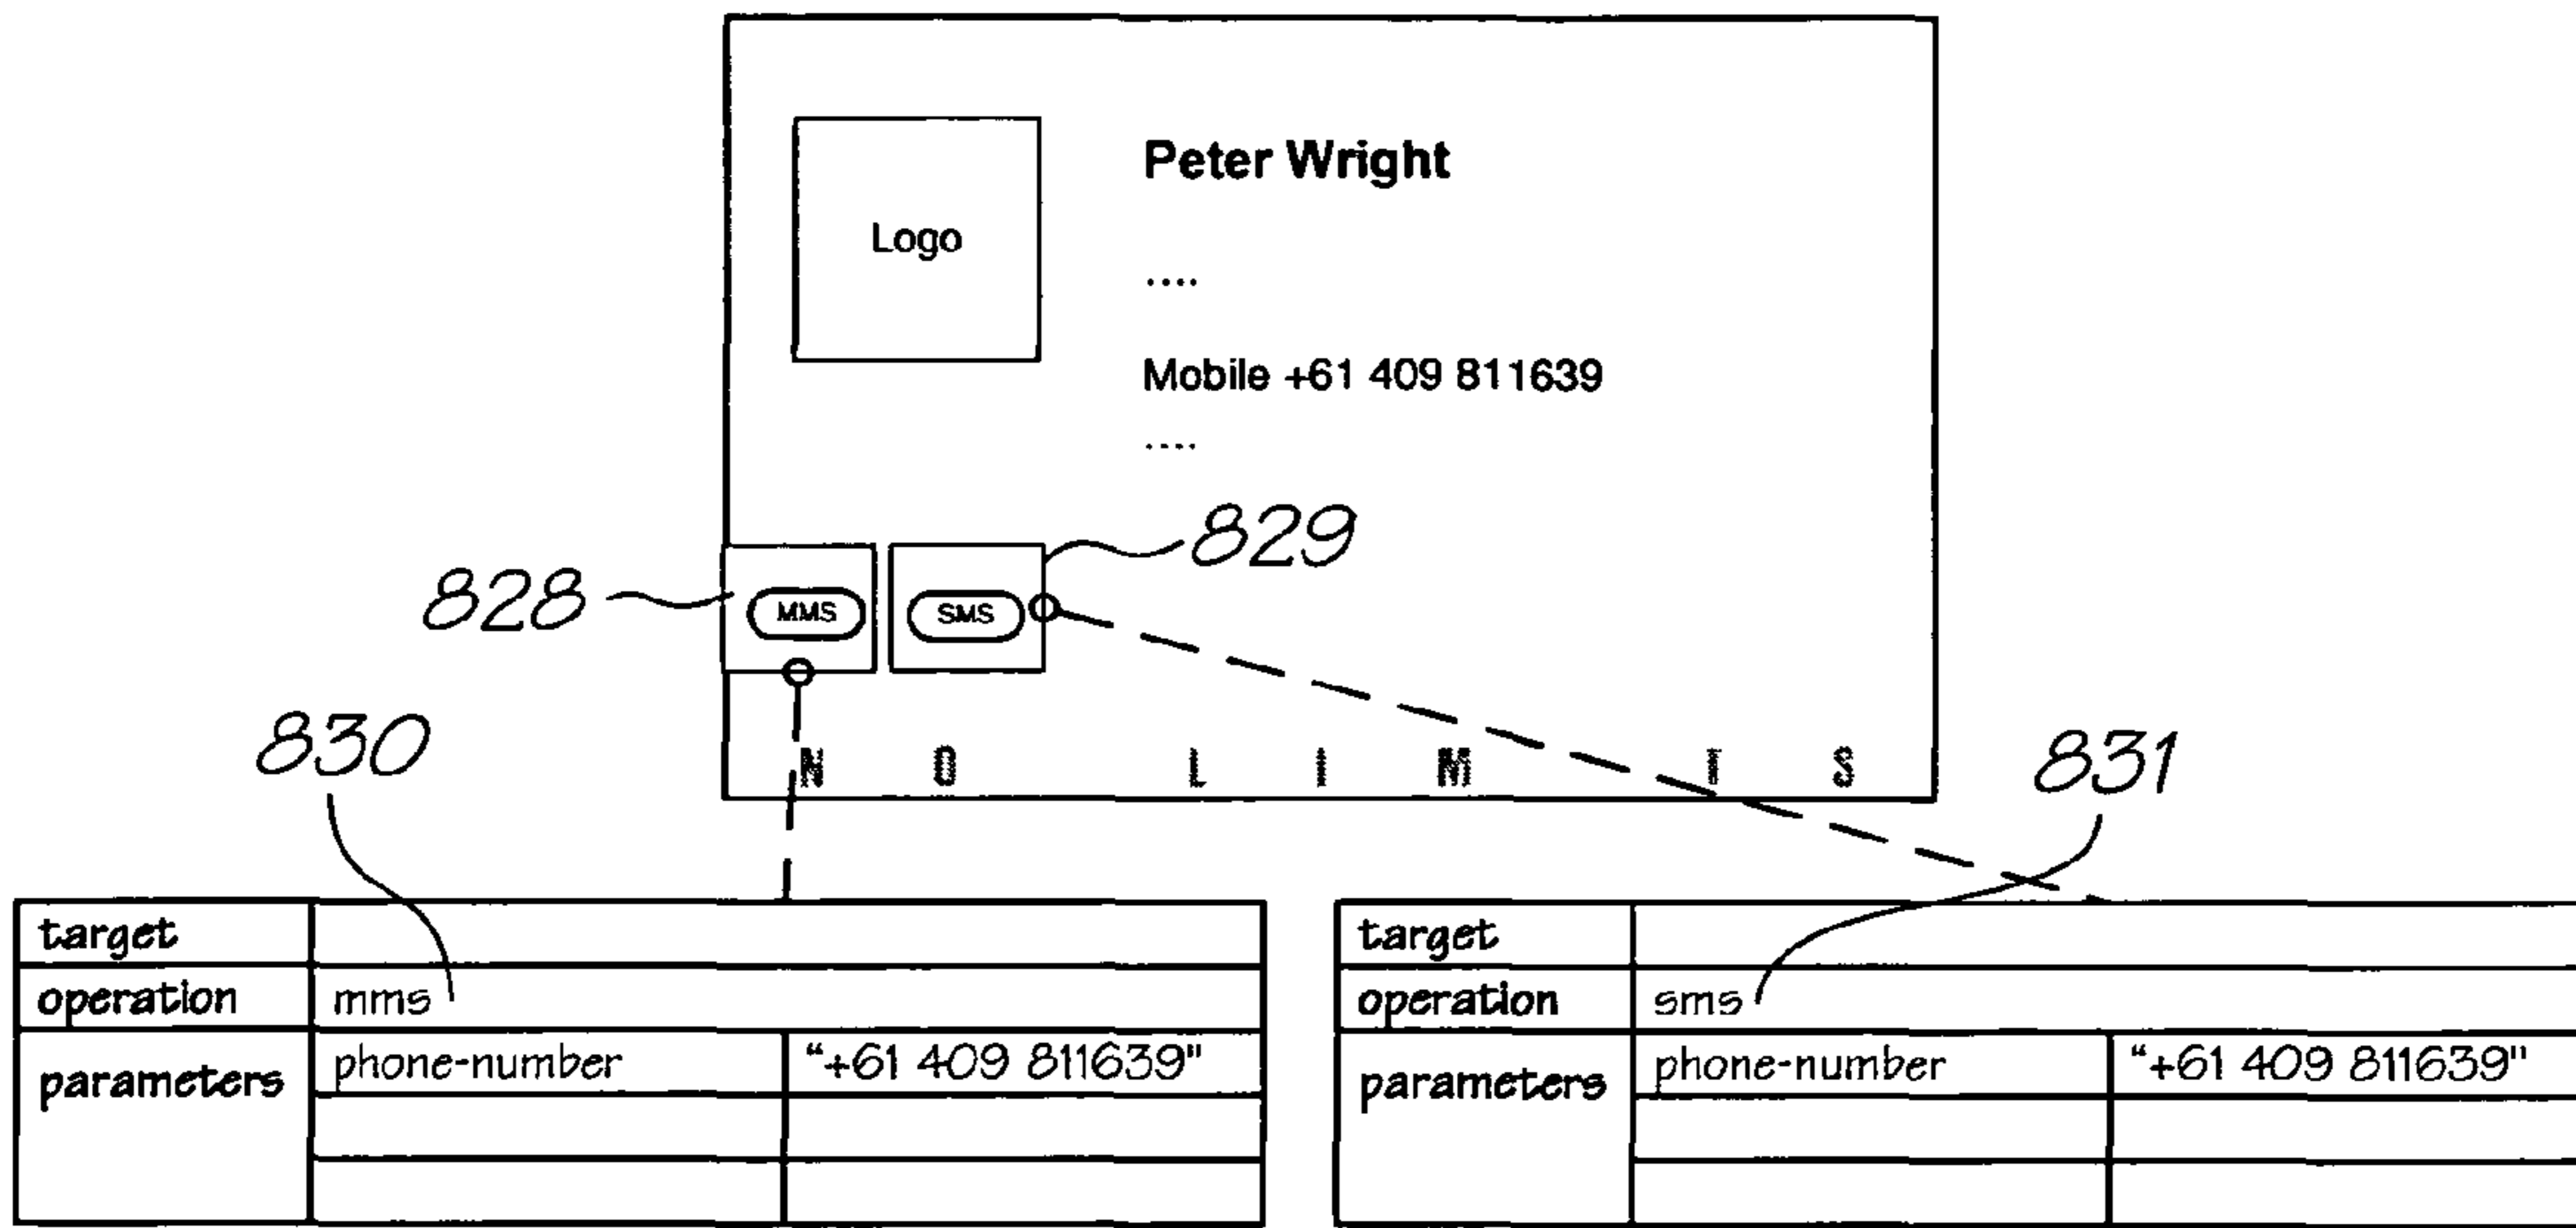 Peter Wright
Logo
....
Mobile +61 409 811639
....
829
828
MMS SMS
830
831
target
operation mms
parameters phone-number "+61 409 811639"
target
operation sms
parameters phone-number "+61 409 811639"